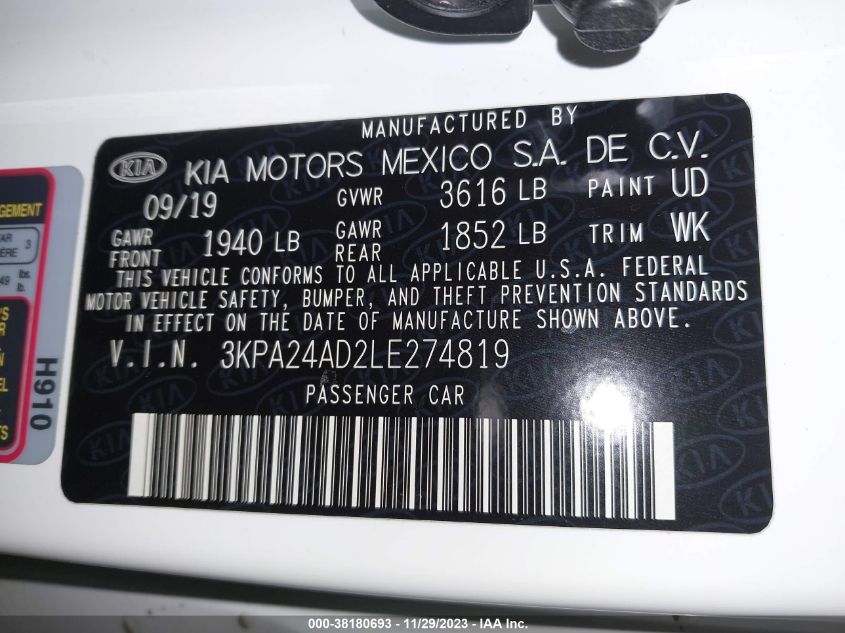 MANUFACTURED BY
KIA KIA MOTORS MEXICO S.A. DE C.V.
09/19 GVWR 3616 LB PAINT UD
GAWR FRONT 1940 LB GAWR REAR 1852 LB TRIM WK
THIS VEHICLE CONFORMS TO ALL APPLICABLE U.S.A. FEDERAL
MOTOR VEHICLE SAFETY, BUMPER, AND THEFT PREVENTION STANDARDS
IN EFFECT ON THE DATE OF MANUFACTURE SHOWN ABOVE.
V.I.N. 3KPA24AD2LE274819
PASSENGER CAR
H910
000-38180693 - 11/29/2023 - IAA Inc.